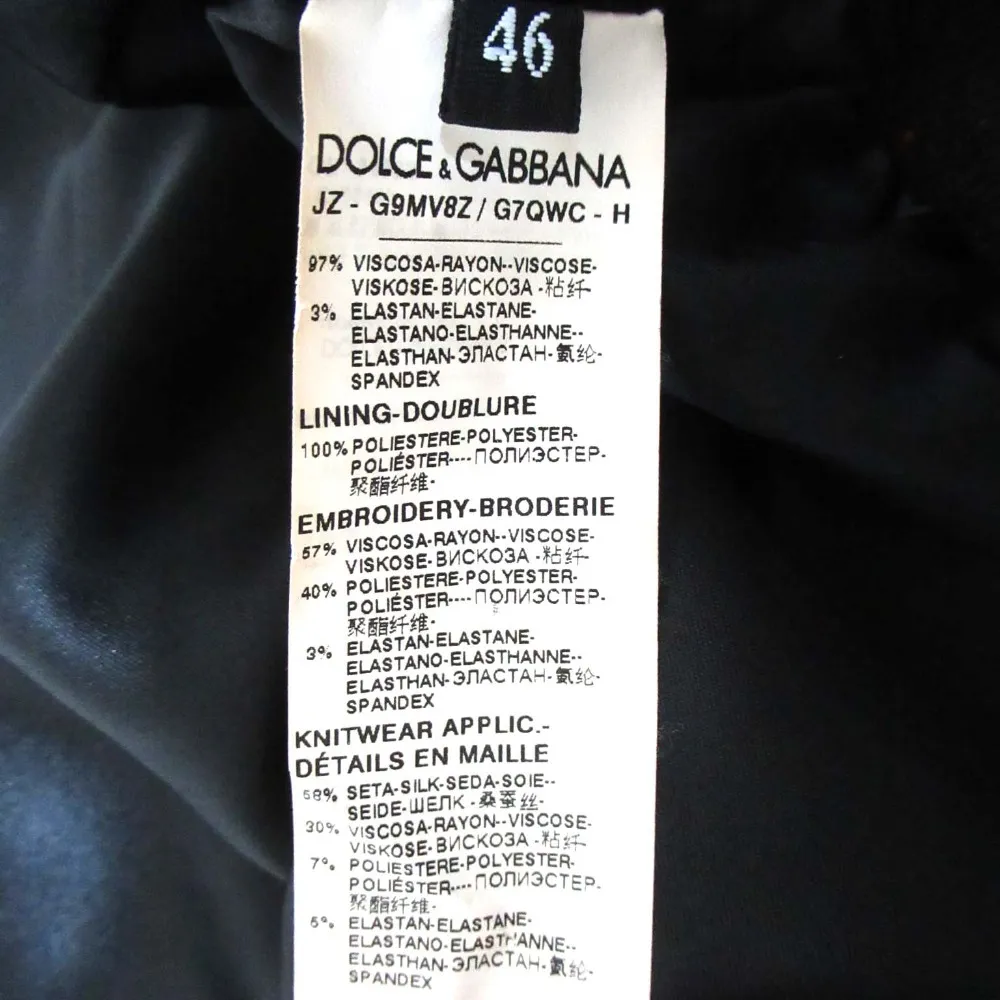 46
DOLCE & GABBANA
JZ - G9MV8Z / G7QWC - H
97% VISCOSA-RAYON--VISCOSE-
VISKOSE-ВИСКОЗА -粘纤-
3% ELASTAN-ELASTANE-
ELASTANO-ELASTHANNE--
ELASTHAN-ЭЛАСТАН-氨纶-
SPANDEX
LINING-DOUBLURE
100% POLIESTERE-POLYESTER-
POLIÉSTER----ПОЛИЭСТЕР-
聚酯纤维-
EMBROIDERY-BRODERIE
57% VISCOSA-RAYON--VISCOSE-
VISKOSE-ВИСКОЗА -粘纤-
40% POLIESTERE-POLYESTER-
POLIÉSTER----ПОЛИЭСТЕР-
聚酯纤维-
3% ELASTAN-ELASTANE-
ELASTANO-ELASTHANNE--
ELASTHAN-ЭЛАСТАН-氨纶-
SPANDEX
KNITWEAR APPLIC.-
DÉTAILS EN MAILLE
58% SETA-SILK-SEDA-SOIE--
SEIDE-ШЕЛК -桑蚕丝-
30% VISCOSA-RAYON--VISCOSE-
VISKOSE-ВИСКОЗА -粘纤-
7% POLIESTERE-POLYESTER-
POLIÉSTER----ПОЛИЭСТЕР-
聚酯纤维-
5% ELASTAN-ELASTANE-
ELASTANO-ELASTHANNE--
ELASTHAN-ЭЛАСТАН-氨纶-
SPANDEX